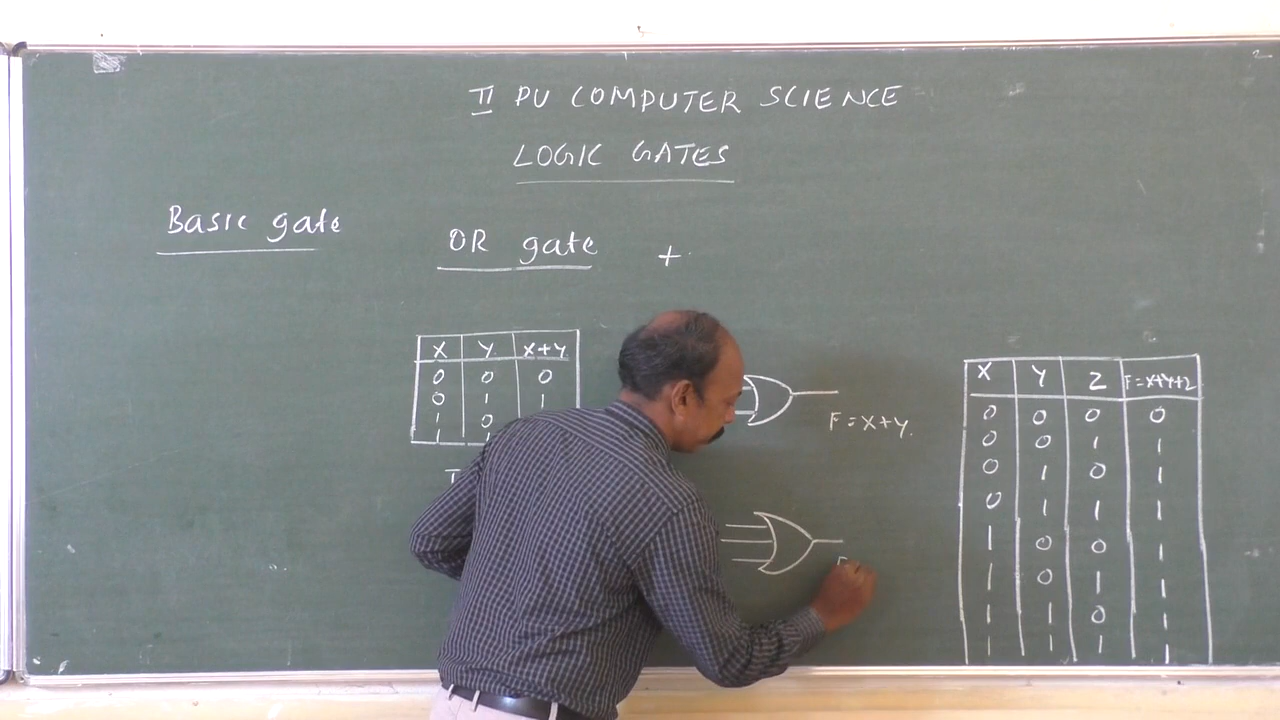 II PU COMPUTER SCIENCE
LOGIC GATES
Basic gate
OR gate +
X Y X+Y
0 0 0
0 1 1
1 0
1 1
F=X+Y.
X Y Z F=X+Y+Z
0 0 0 0
0 0 1 1
0 1 0 1
0 1 1 1
1 0 0 1
1 0 1 1
1 1 0 1
1 1 1 1